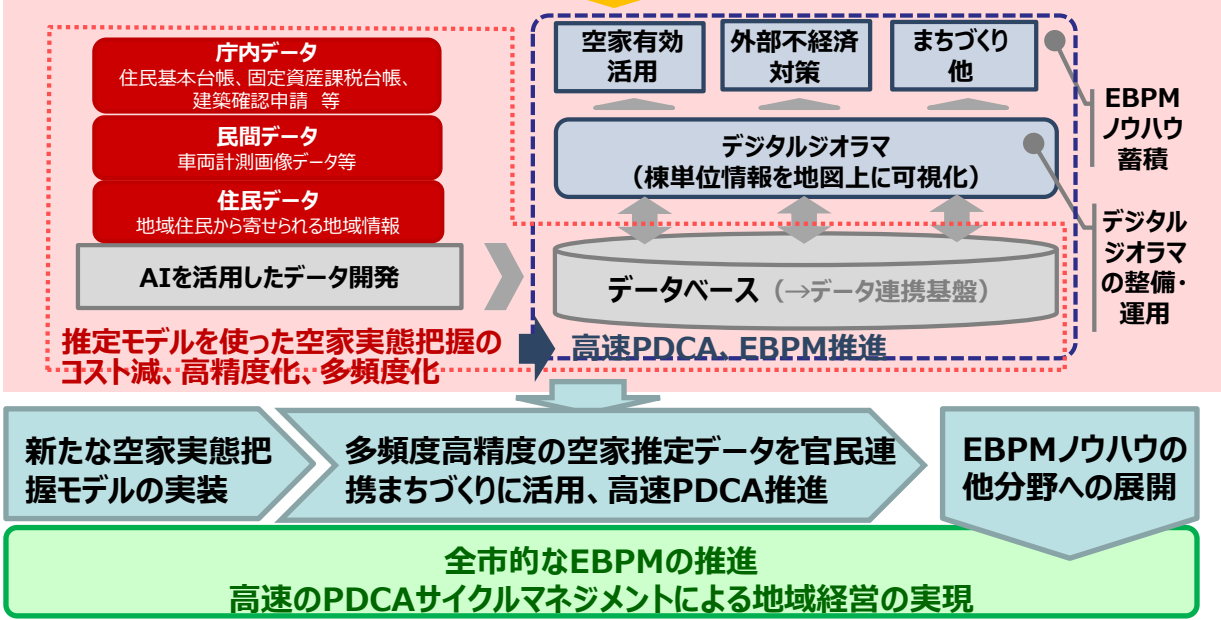 庁内データ
住民基本台帳、固定資産課税台帳、
建築確認申請 等
民間データ
車両計測画像データ等
住民データ
地域住民から寄せられる地域情報
AIを活用したデータ開発
推定モデルを使った空家実態把握の
コスト減、高精度化、多頻度化
空家有効
活用
外部不経済
対策
まちづくり
他
デジタルジオラマ
（棟単位情報を地図上に可視化）
データベース（→データ連携基盤）
高速PDCA、EBPM推進
EBPM
ノウハウ
蓄積
デジタル
ジオラマ
の整備・
運用
新たな空家実態把
握モデルの実装
多頻度高精度の空家推定データを官民連
携まちづくりに活用、高速PDCA推進
EBPMノウハウの
他分野への展開
全市的なEBPMの推進
高速のPDCAサイクルマネジメントによる地域経営の実現